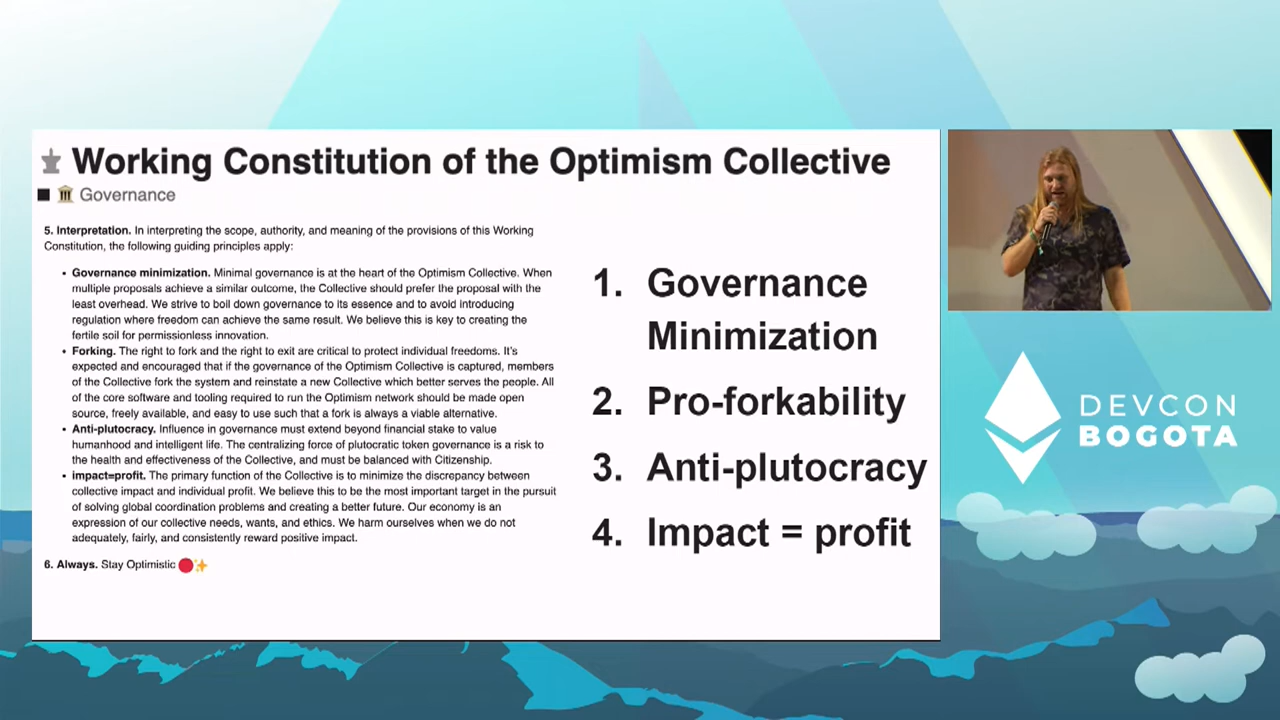 Working Constitution of the Optimism Collective
Governance
5. Interpretation. In interpreting the scope, authority, and meaning of the provisions of this Working
Constitution, the following guiding principles apply:
• Governance minimization. Minimal governance is at the heart of the Optimism Collective. When
multiple proposals achieve a similar outcome, the Collective should prefer the proposal with the
least overhead. We strive to boil down governance to its essence and to avoid introducing
regulation where freedom can achieve the same result. We believe this is key to creating the
fertile soil for permissionless innovation.
• Forking. The right to fork and the right to exit are critical to protect individual freedoms. It's
expected and encouraged that if the governance of the Optimism Collective is captured, members
of the Collective fork the system and reinstate a new Collective which better serves the people. All
of the core software and tooling required to run the Optimism network should be made open
source, freely available, and easy to use such that a fork is always a viable alternative.
• Anti-plutocracy. Influence in governance must extend beyond financial stake to value
humanhood and intelligent life. The centralizing force of plutocratic token governance is a risk to
the health and effectiveness of the Collective, and must be balanced with Citizenship.
• impact=profit. The primary function of the Collective is to minimize the discrepancy between
collective impact and individual profit. We believe this to be the most important target in the pursuit
of solving global coordination problems and creating a better future. Our economy is an
expression of our collective needs, wants, and ethics. We harm ourselves when we do not
adequately, fairly, and consistently reward positive impact.
6. Always. Stay Optimistic 🔴✨
1. Governance
Minimization
2. Pro-forkability
3. Anti-plutocracy
4. Impact = profit
DEVCON
BOGOTA